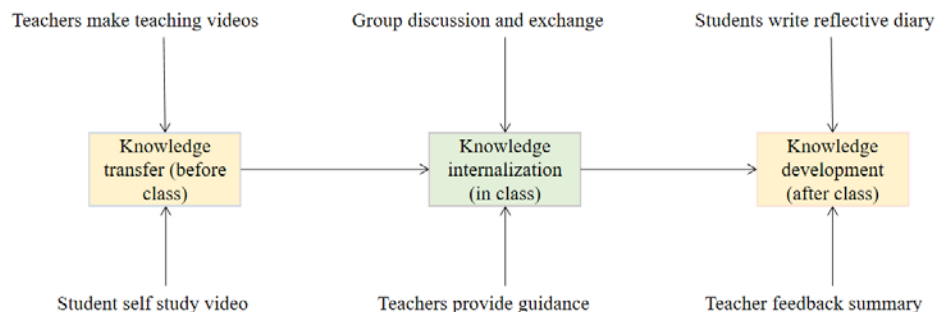 Teachers make teaching videos
Group discussion and exchange
Students write reflective diary
Knowledge
transfer (before
class)
Knowledge
internalization
(in class)
Knowledge
development
(after class)
Student self study video
Teachers provide guidance
Teacher feedback summary